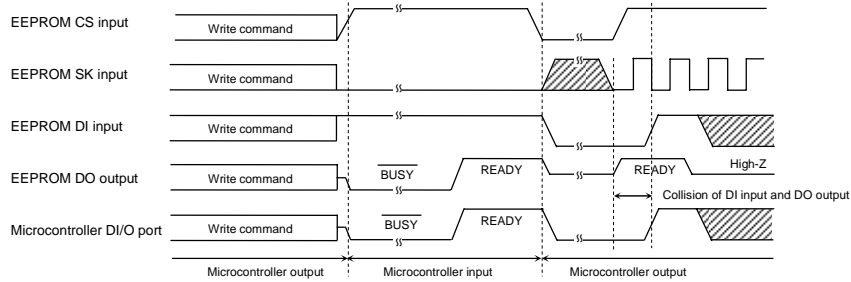 EEPROM CS input
Write command
EEPROM SK input
Write command
EEPROM DI input
Write command
EEPROM DO output
Write command
BUSY
READY
READY
High-Z
Collision of DI input and DO output
Microcontroller DI/O port
Write command
BUSY
READY
Microcontroller output
Microcontroller input
Microcontroller output